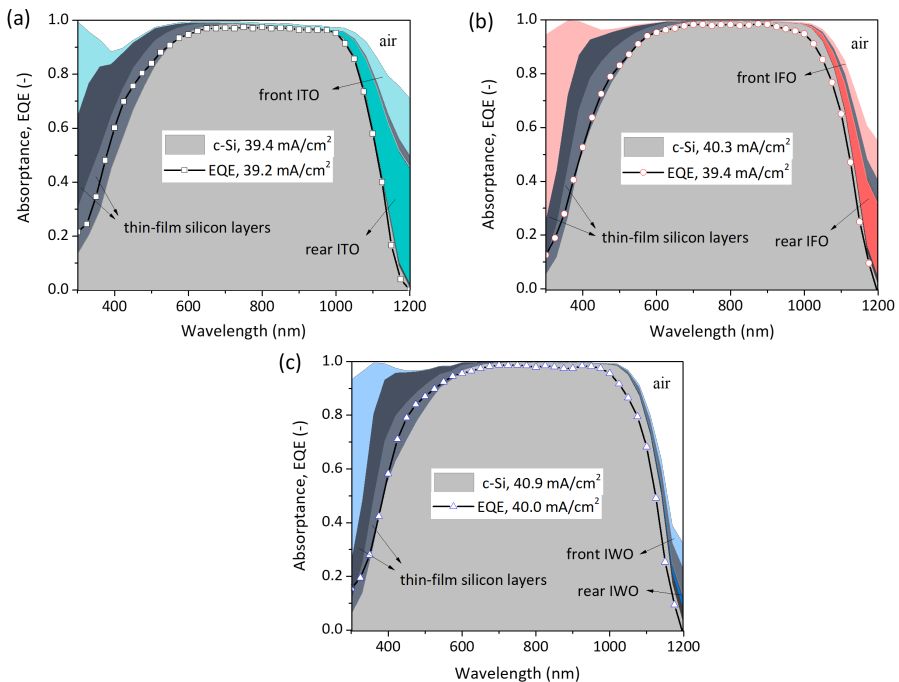 (a)
1.0
0.8
0.6
0.4
0.2
0.0
Absorptance, EQE (-)
400 600 800 1000 1200
Wavelength (nm)
air
front ITO
c-Si, 39.4 mA/cm²
EQE, 39.2 mA/cm²
thin-film silicon layers
rear ITO
(b)
1.0
0.8
0.6
0.4
0.2
0.0
Absorptance, EQE (-)
400 600 800 1000 1200
Wavelength (nm)
air
front IFO
c-Si, 40.3 mA/cm²
EQE, 39.4 mA/cm²
thin-film silicon layers
rear IFO
(c)
1.0
0.8
0.6
0.4
0.2
0.0
Absorptance, EQE (-)
400 600 800 1000 1200
Wavelength (nm)
air
c-Si, 40.9 mA/cm²
EQE, 40.0 mA/cm²
front IWO
thin-film silicon layers
rear IWO